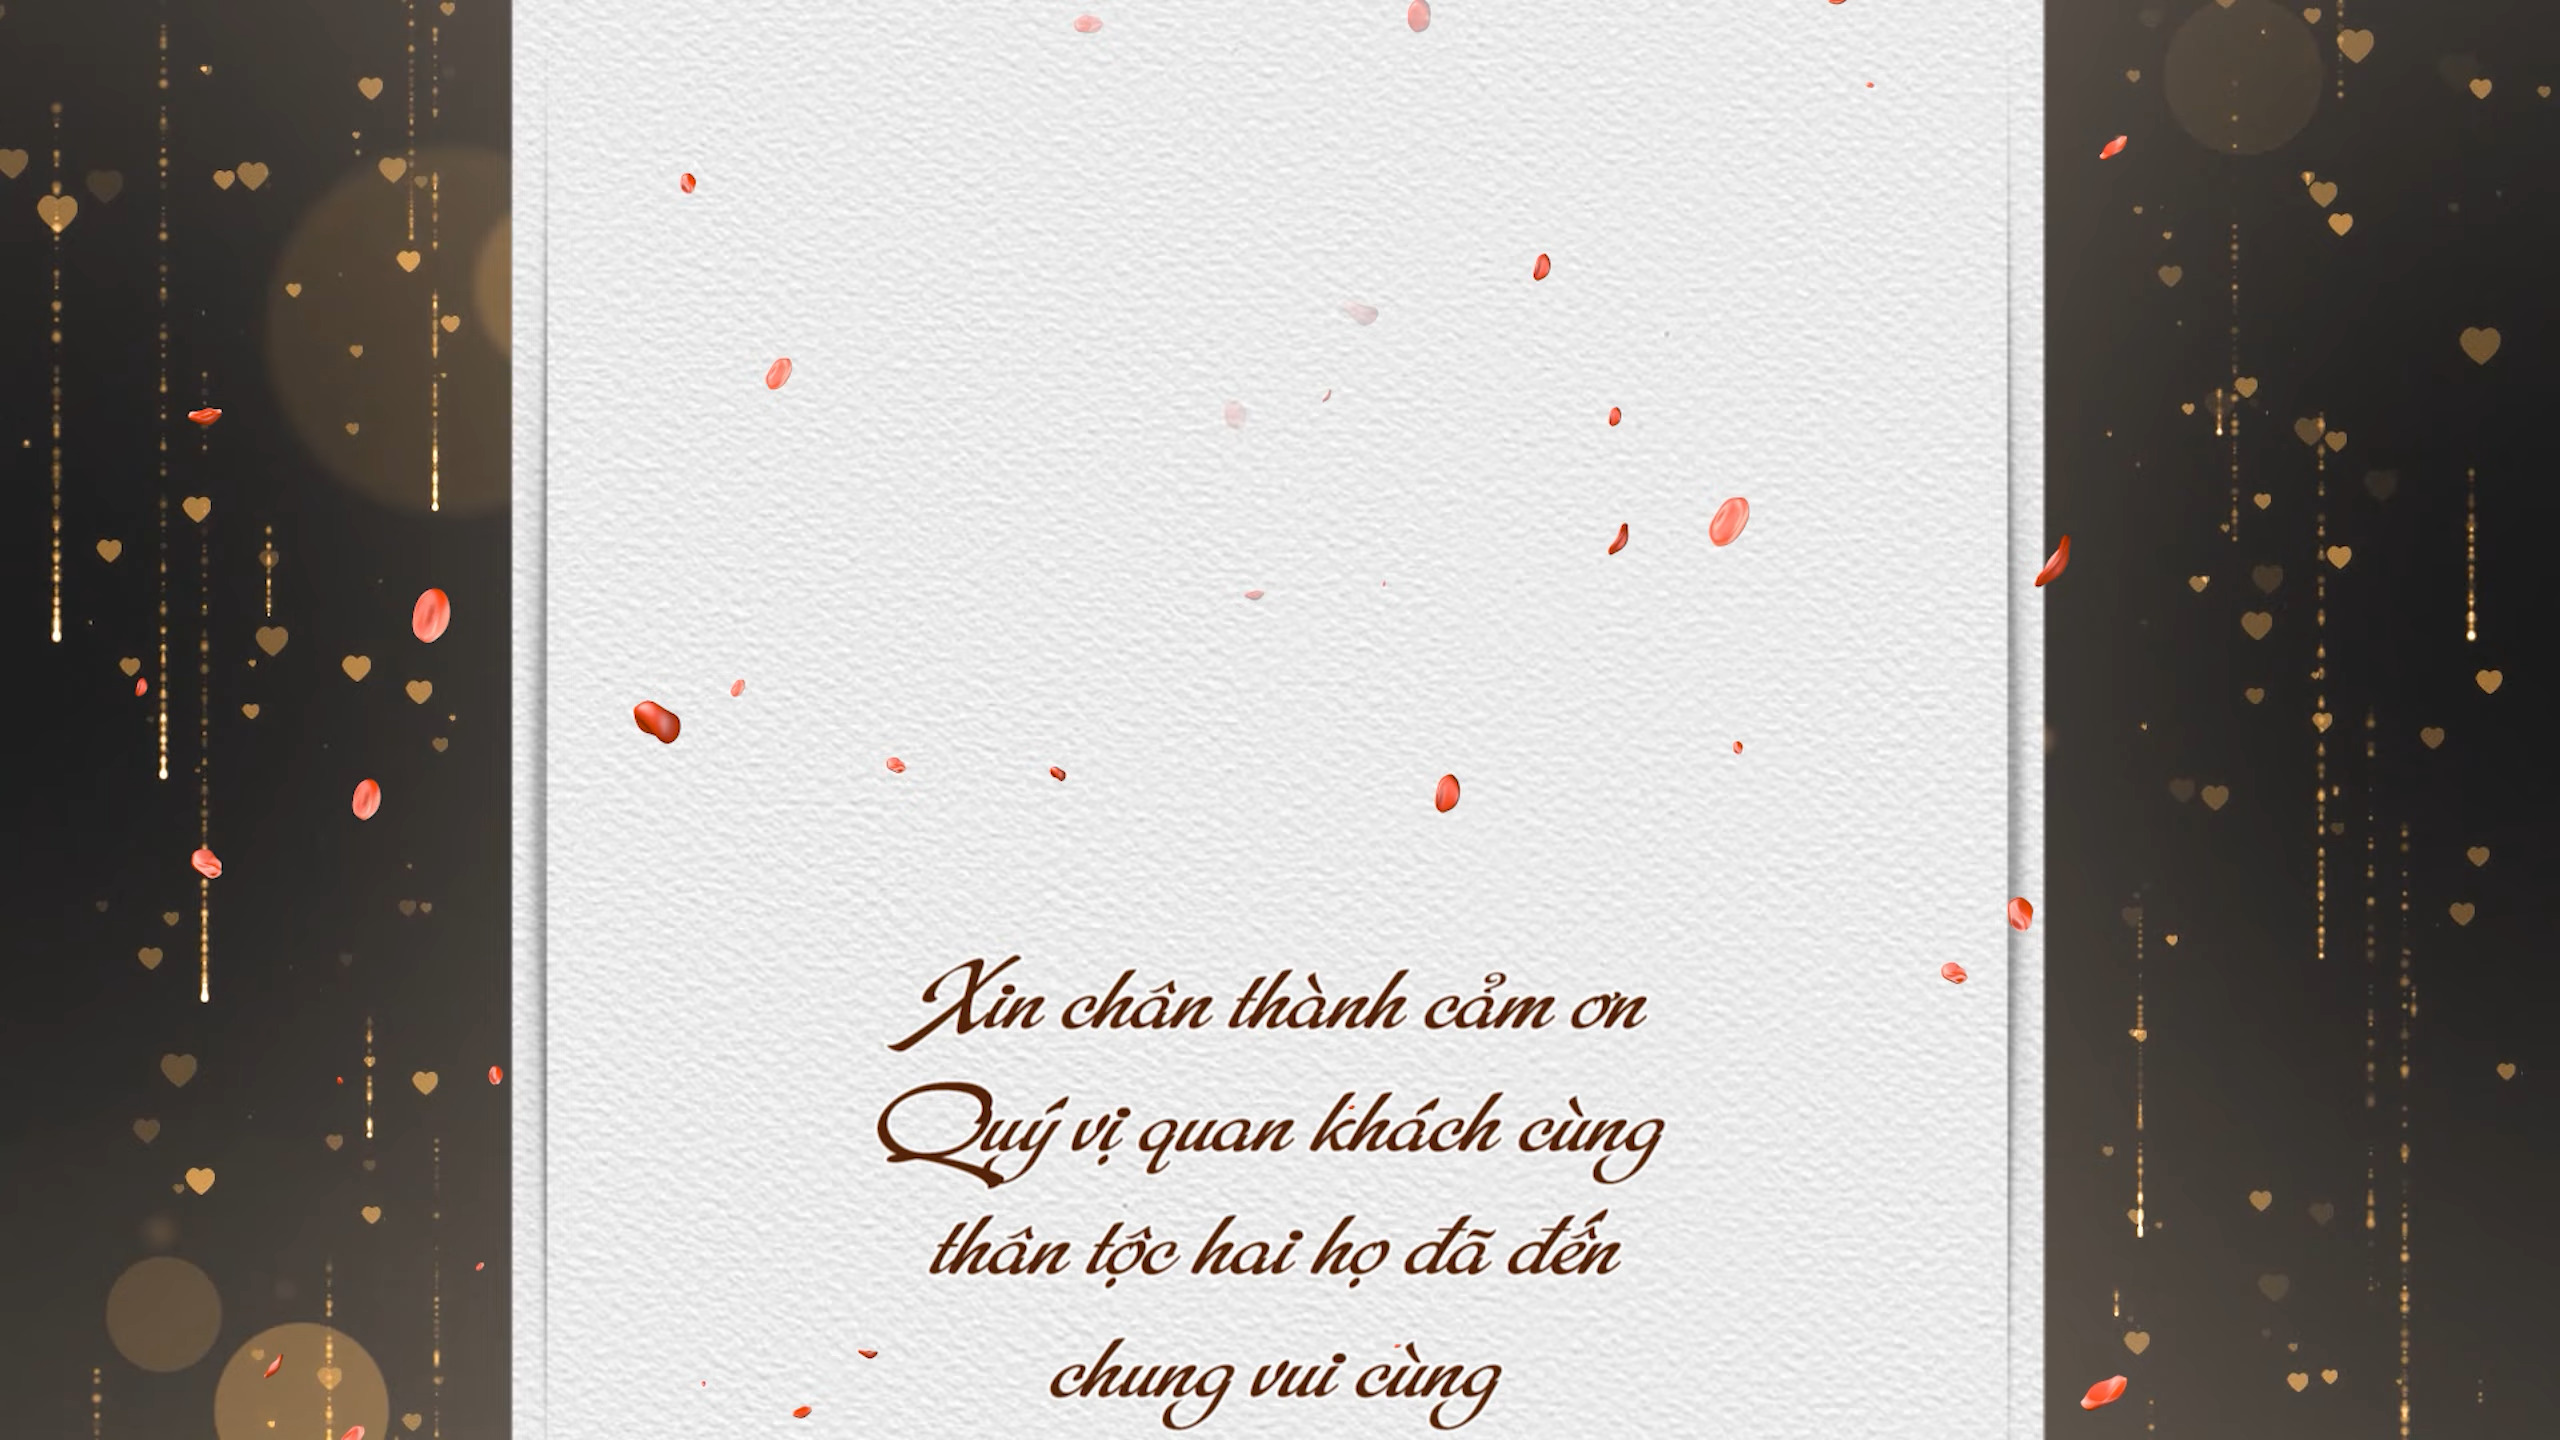 Xin chân thành cảm ơn
Quý vị quan khách cùng
thân tộc hai họ đã đến
chung vui cùng